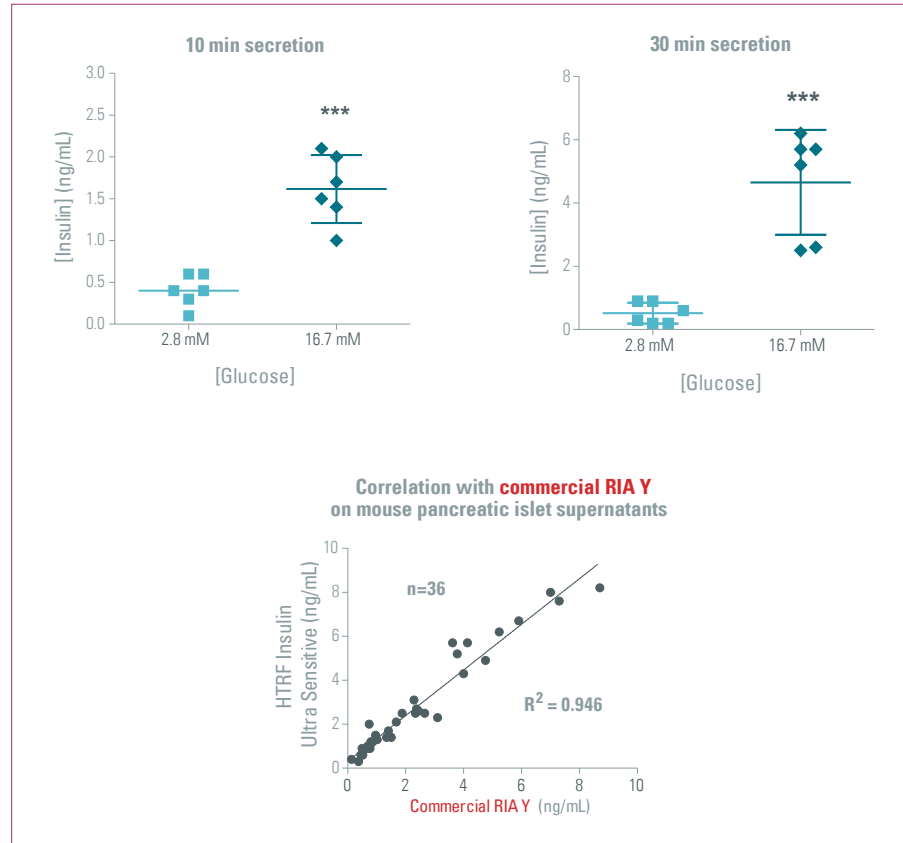 10 min secretion
3.0
2.5
2.0
1.5
1.0
0.5
0.0
[Insulin] (ng/mL)
***
2.8 mM
16.7 mM
[Glucose]
30 min secretion
8
6
4
2
0
[Insulin] (ng/mL)
***
2.8 mM
16.7 mM
[Glucose]
Correlation with commercial RIA Y
on mouse pancreatic islet supernatants
10
8
6
4
2
0
HTRF Insulin
Ultra Sensitive (ng/mL)
n=36
R² = 0.946
0 2 4 6 8 10
Commercial RIA Y (ng/mL)